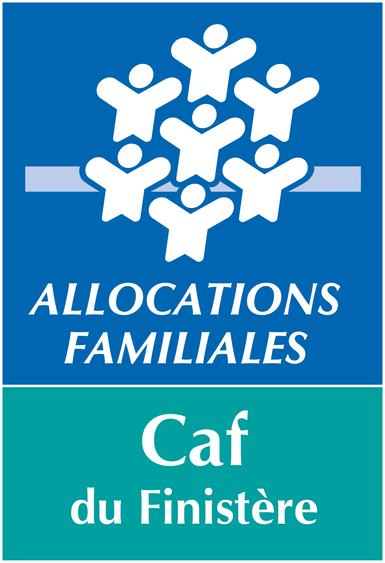 ALLOCATIONS
FAMILIALES
Caf
du Finistère